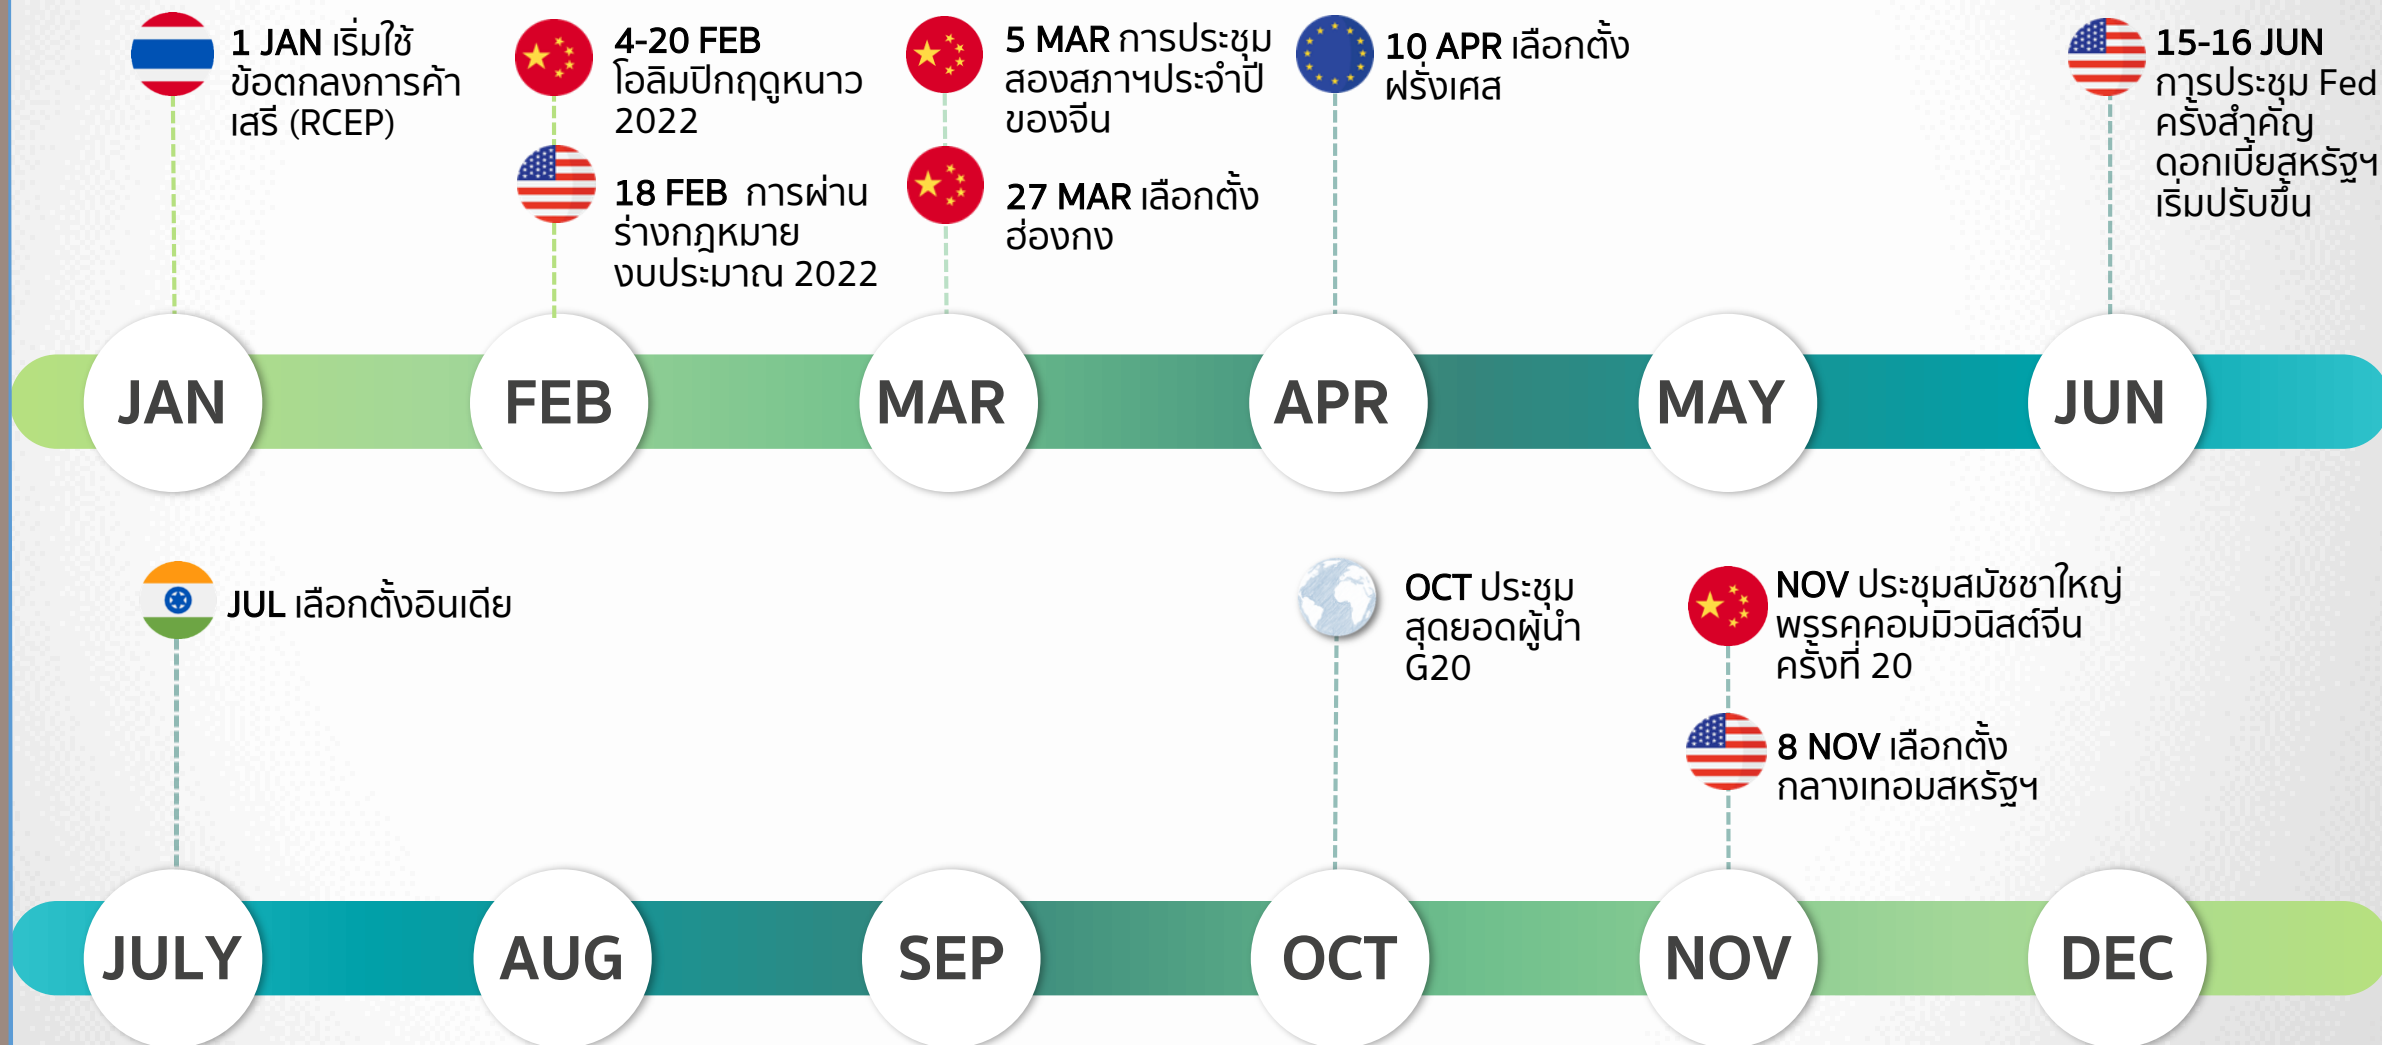 1 JAN เริ่มใช้
ข้อตกลงการค้า
เสรี (RCEP)
4-20 FEB
โอลิมปิกฤดูหนาว
2022
18 FEB การผ่าน
ร่างกฎหมาย
งบประมาณ 2022
5 MAR การประชุม
สองสภาฯประจำปี
ของจีน
27 MAR เลือกตั้ง
ฮ่องกง
10 APR เลือกตั้ง
ฝรั่งเศส
15-16 JUN
การประชุม Fed
ครั้งสำคัญ
ดอกเบี้ยสหรัฐฯ
เริ่มปรับขึ้น
JAN
FEB
MAR
APR
MAY
JUN
JUL เลือกตั้งอินเดีย
OCT ประชุม
สุดยอดผู้นำ
G20
NOV ประชุมสมัชชาใหญ่
พรรคคอมมิวนิสต์จีน
ครั้งที่ 20
8 NOV เลือกตั้ง
กลางเทอมสหรัฐฯ
JULY
AUG
SEP
OCT
NOV
DEC